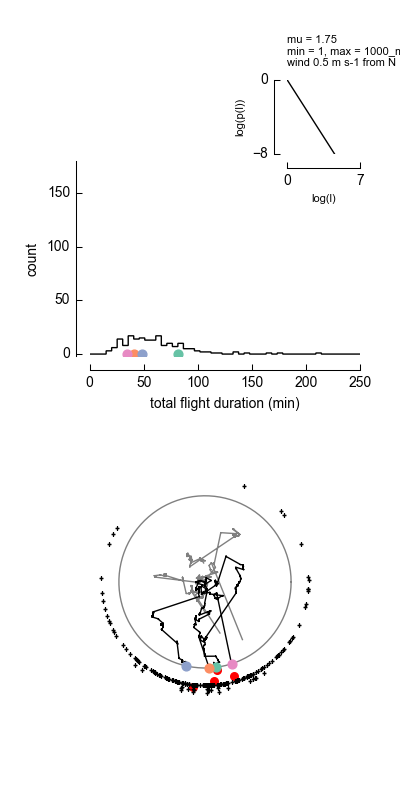 mu = 1.75
min = 1, max = 1000_m
wind 0.5 m s-1 from N
0
log(p(l))
−8
0 7
log(l)
150
100
50
0
count
0 50 100 150 200 250
total flight duration (min)